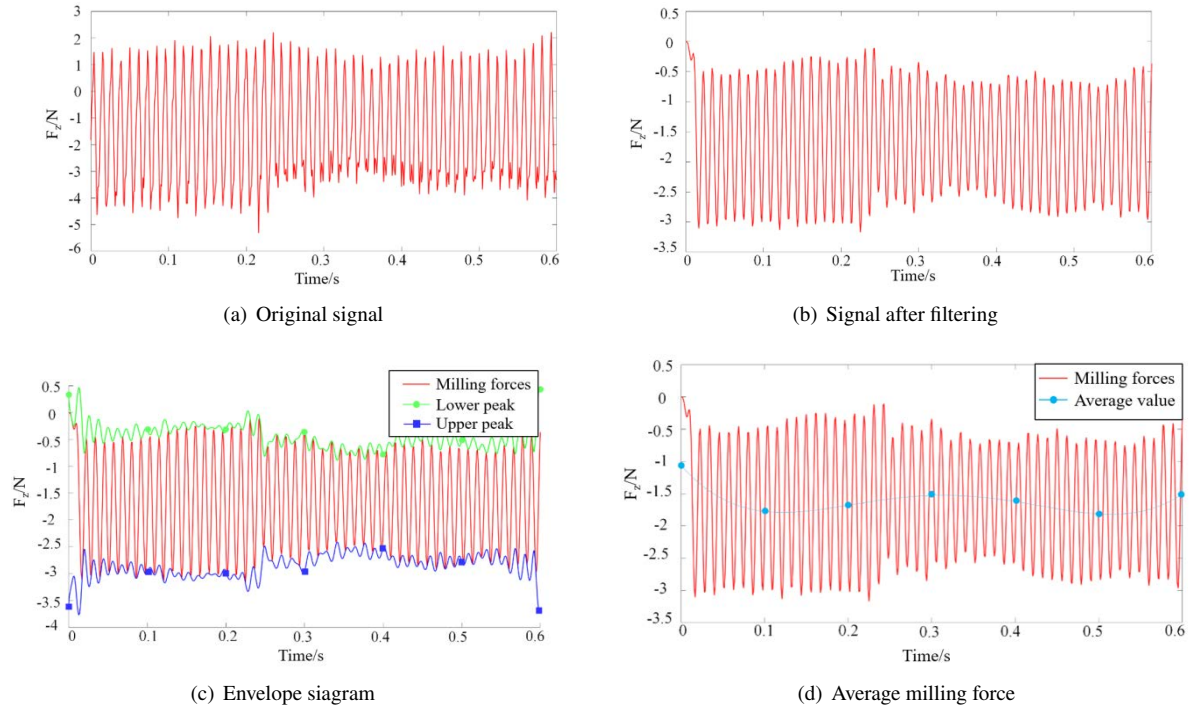 3
2
1
0
-1
-2
-3
-4
-5
-6
F_z/N
0 0.1 0.2 0.3 0.4 0.5 0.6
Time/s
(a) Original signal
0.5
0
-0.5
-1
-1.5
-2
-2.5
-3
-3.5
F_z/N
0 0.1 0.2 0.3 0.4 0.5 0.6
Time/s
(b) Signal after filtering
0.5
0
-0.5
-1
-1.5
-2
-2.5
-3.5
-4
F_z/N
Milling forces
Lower peak
Upper peak
0 0.1 0.2 0.3 0.4 0.5 0.6
Time/s
(c) Envelope siagram
0.5
0
-0.5
-1
-1.5
-2
-2.5
-3
-3.5
F_z/N
Milling forces
Average value
0 0.1 0.2 0.3 0.4 0.5 0.6
Time/s
(d) Average milling force